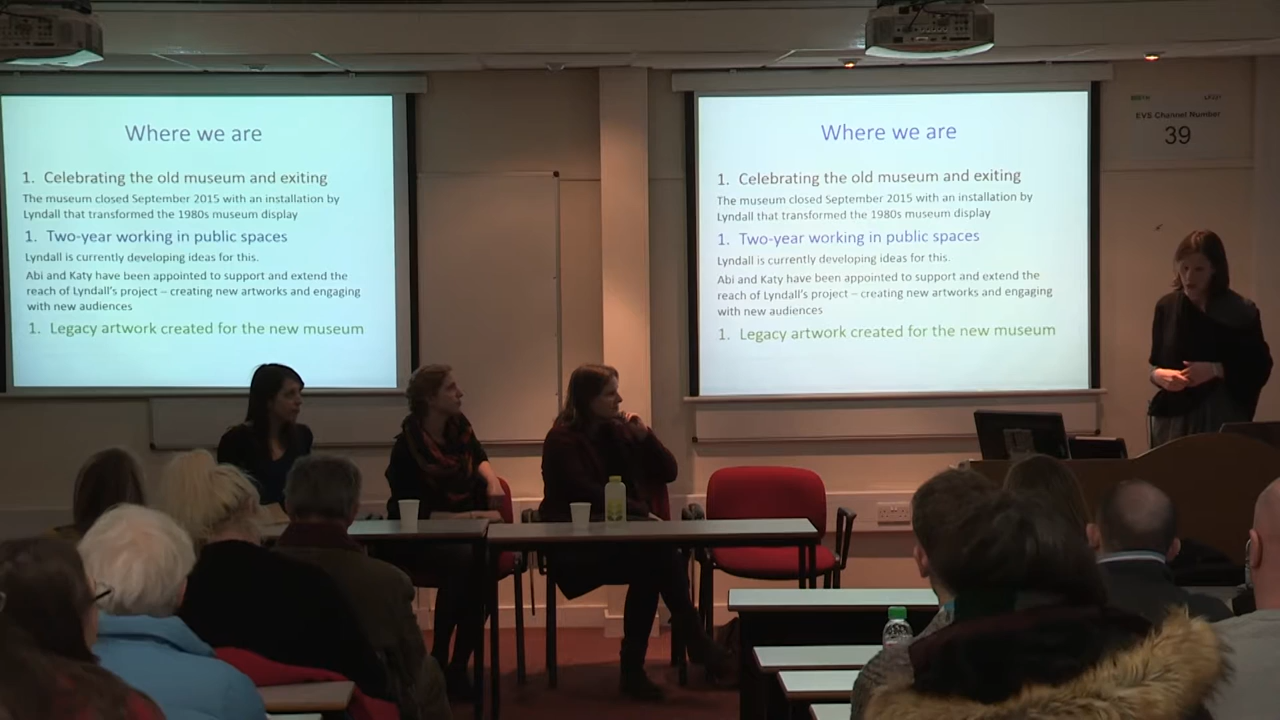 Where we are
1. Celebrating the old museum and exiting
The museum closed September 2015 with an installation by
Lyndall that transformed the 1980s museum display
1. Two-year working in public spaces
Lyndall is currently developing ideas for this.
Abi and Katy have been appointed to support and extend the
reach of Lyndall's project – creating new artworks and engaging
with new audiences
1. Legacy artwork created for the new museum
Where we are
1. Celebrating the old museum and exiting
The museum closed September 2015 with an installation by
Lyndall that transformed the 1980s museum display
1. Two-year working in public spaces
Lyndall is currently developing ideas for this.
Abi and Katy have been appointed to support and extend the
reach of Lyndall's project – creating new artworks and engaging
with new audiences
1. Legacy artwork created for the new museum
EVS Channel Number
39